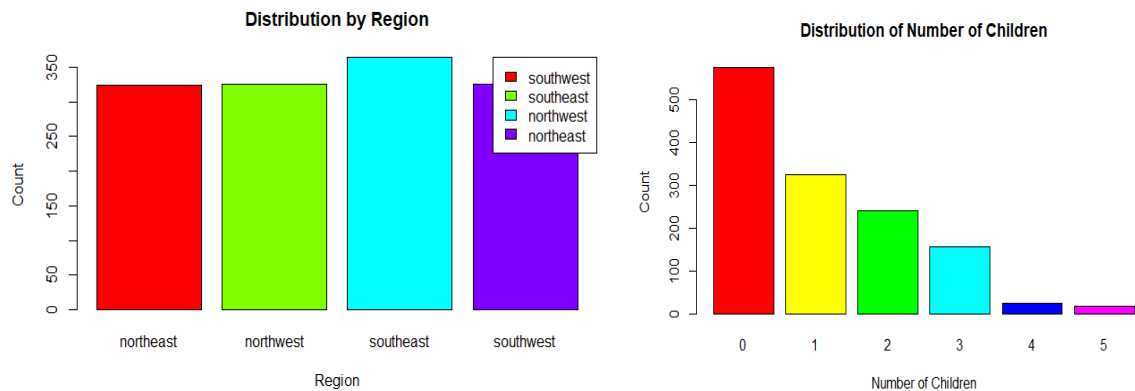 Distribution by Region
Count
0
50
150
250
350
southwest
southeast
northwest
northeast
northeast
northwest
southeast
southwest
Region
Distribution of Number of Children
Count
0
100
200
300
400
500
0 1 2 3 4 5
Number of Children